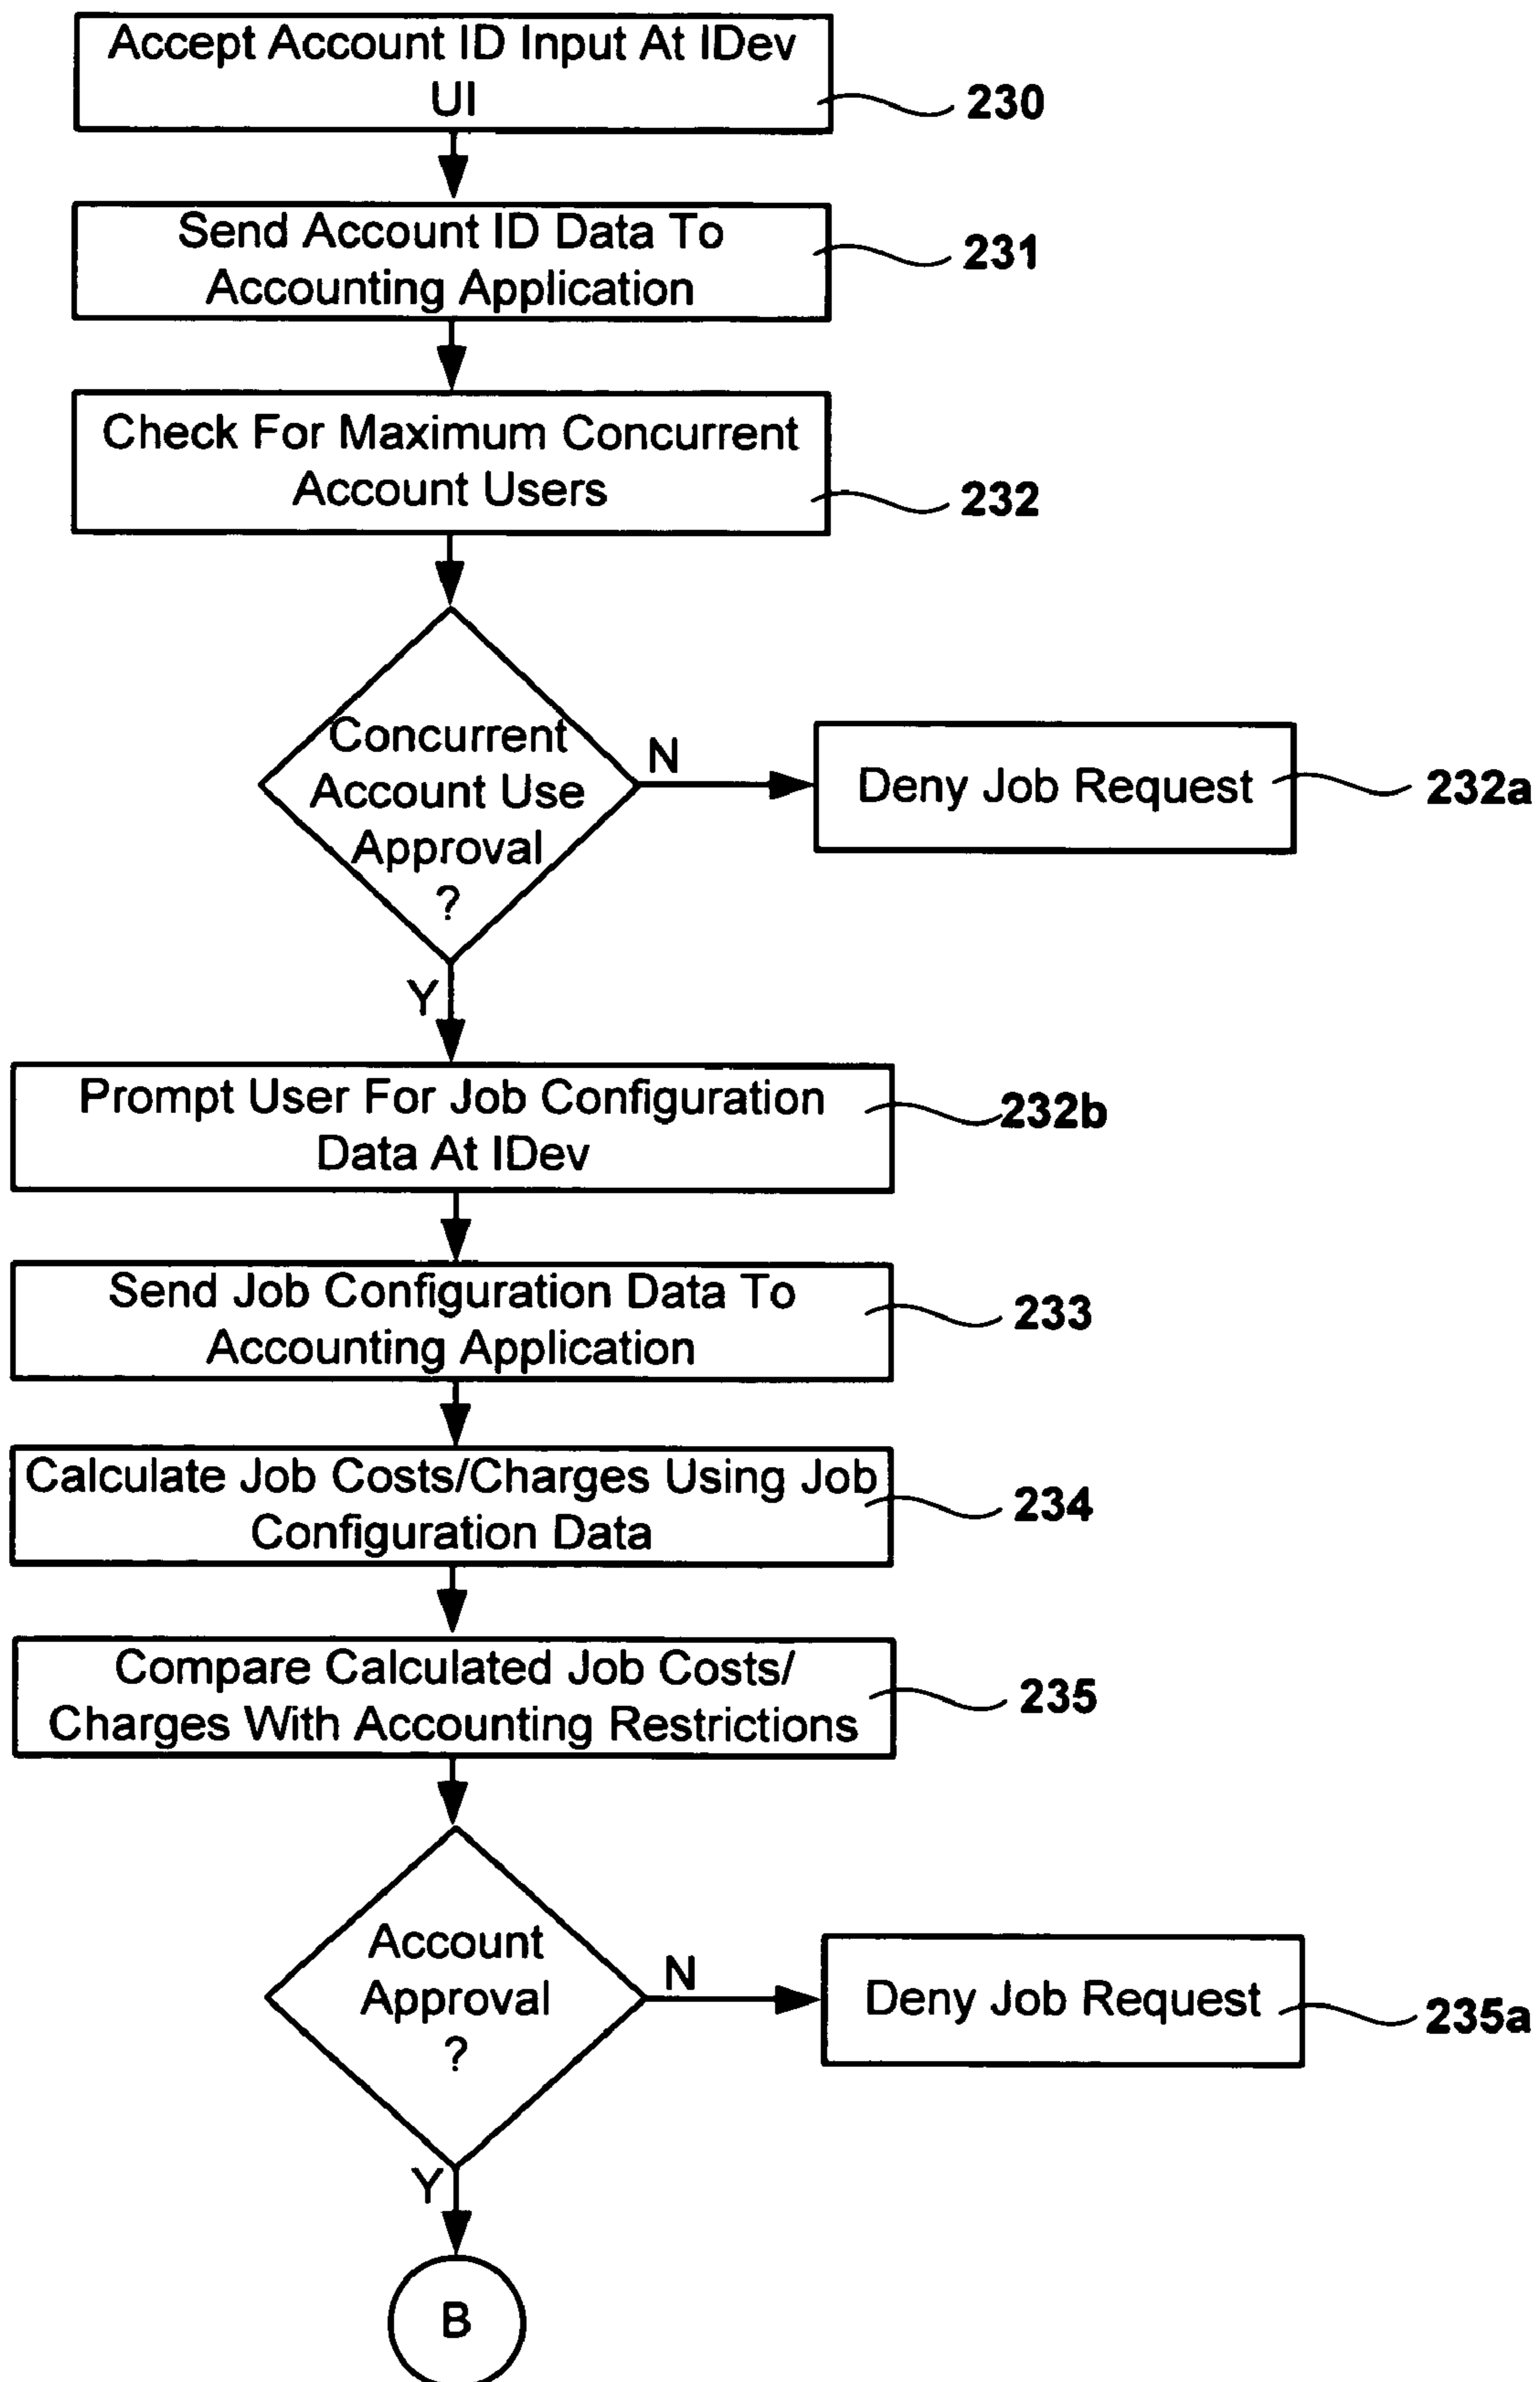 Accept Account ID Input At IDev
UI
230
Send Account ID Data To
Accounting Application
231
Check For Maximum Concurrent
Account Users
232
Concurrent
Account Use
Approval
?
N
Deny Job Request
232a
Y
Prompt User For Job Configuration
Data At IDev
232b
Send Job Configuration Data To
Accounting Application
233
Calculate Job Costs/Charges Using Job
Configuration Data
234
Compare Calculated Job Costs/
Charges With Accounting Restrictions
235
Account
Approval
?
N
Deny Job Request
235a
Y
B